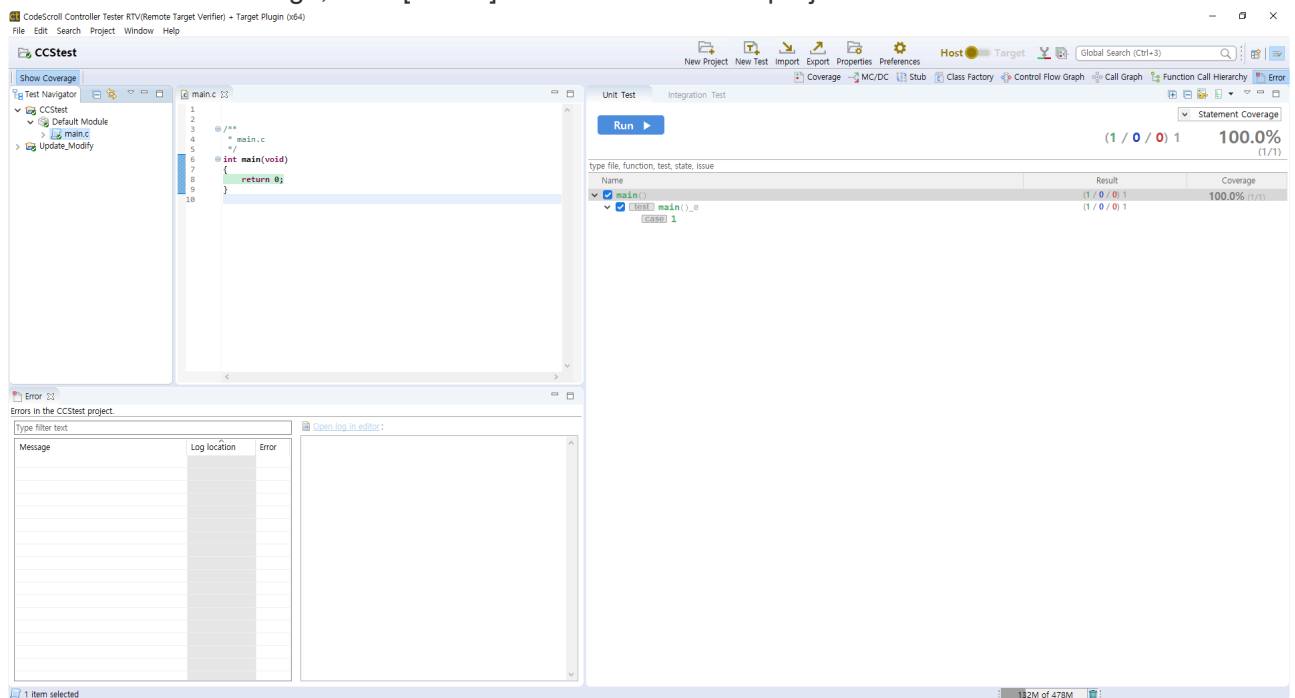 CodeScroll Controller Tester RTV(Remote Target Verifier) + Target Plugin (x64)
File Edit Search Project Window Help
CCStest
New Project New Test Import Export Properties Preferences
Host Target
Global Search (Ctrl+3)
Show Coverage
Coverage MC/DC Stub Class Factory Control Flow Graph Call Graph Function Call Hierarchy Error
Test Navigator
CCStest
Default Module
main.c
Update_Modify
main.c
1
2
3 /**
4 * main.c
5 */
6 int main(void)
7 {
8 return 0;
9 }
10
Unit Test Integration Test
Run
Statement Coverage
(1 / 0 / 0) 1 100.0%
(1/1)
type file, function, test, state, issue
Name Result Coverage
main() (1 / 0 / 0) 1 100.0% (1/1)
test main()_0 (1 / 0 / 0) 1
case 1
Error
Errors in the CCStest project.
Type filter text
Open log in editor:
Message Log location Error
1 item selected
132M of 478M